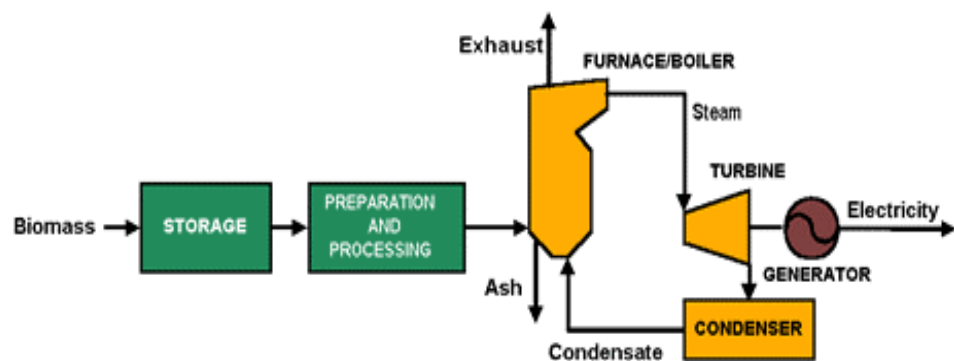 Exhaust
FURNACE/BOILER
Steam
TURBINE
Biomass
STORAGE
PREPARATION
AND
PROCESSING
Electricity
GENERATOR
Ash
CONDENSER
Condensate